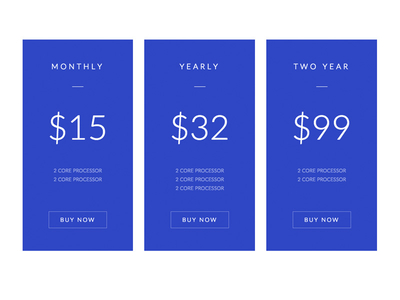 MONTHLY
$15
2 CORE PROCESSOR
2 CORE PROCESSOR
BUY NOW
YEARLY
$32
2 CORE PROCESSOR
2 CORE PROCESSOR
2 CORE PROCESSOR
BUY NOW
TWO YEAR
$99
2 CORE PROCESSOR
2 CORE PROCESSOR
BUY NOW